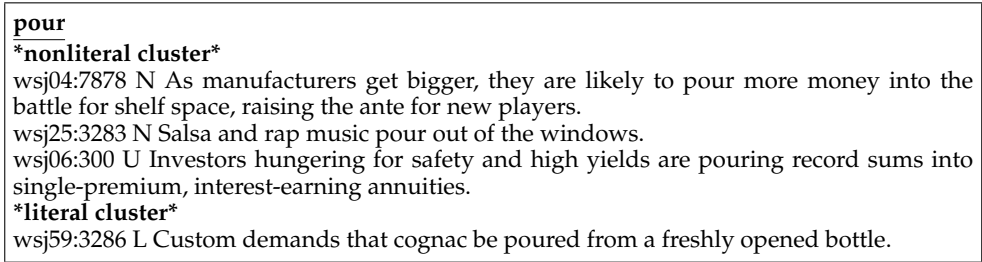 pour
*nonliteral cluster*
wsj04:7878 N As manufacturers get bigger, they are likely to pour more money into the
battle for shelf space, raising the ante for new players.
wsj25:3283 N Salsa and rap music pour out of the windows.
wsj06:300 U Investors hungering for safety and high yields are pouring record sums into
single-premium, interest-earning annuities.
*literal cluster*
wsj59:3286 L Custom demands that cognac be poured from a freshly opened bottle.